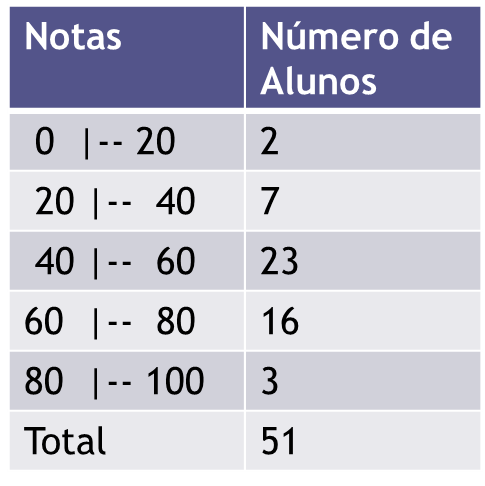 Notas Número de
Alunos
0 |-- 20 2
20 |-- 40 7
40 |-- 60 23
60 |-- 80 16
80 |-- 100 3
Total 51